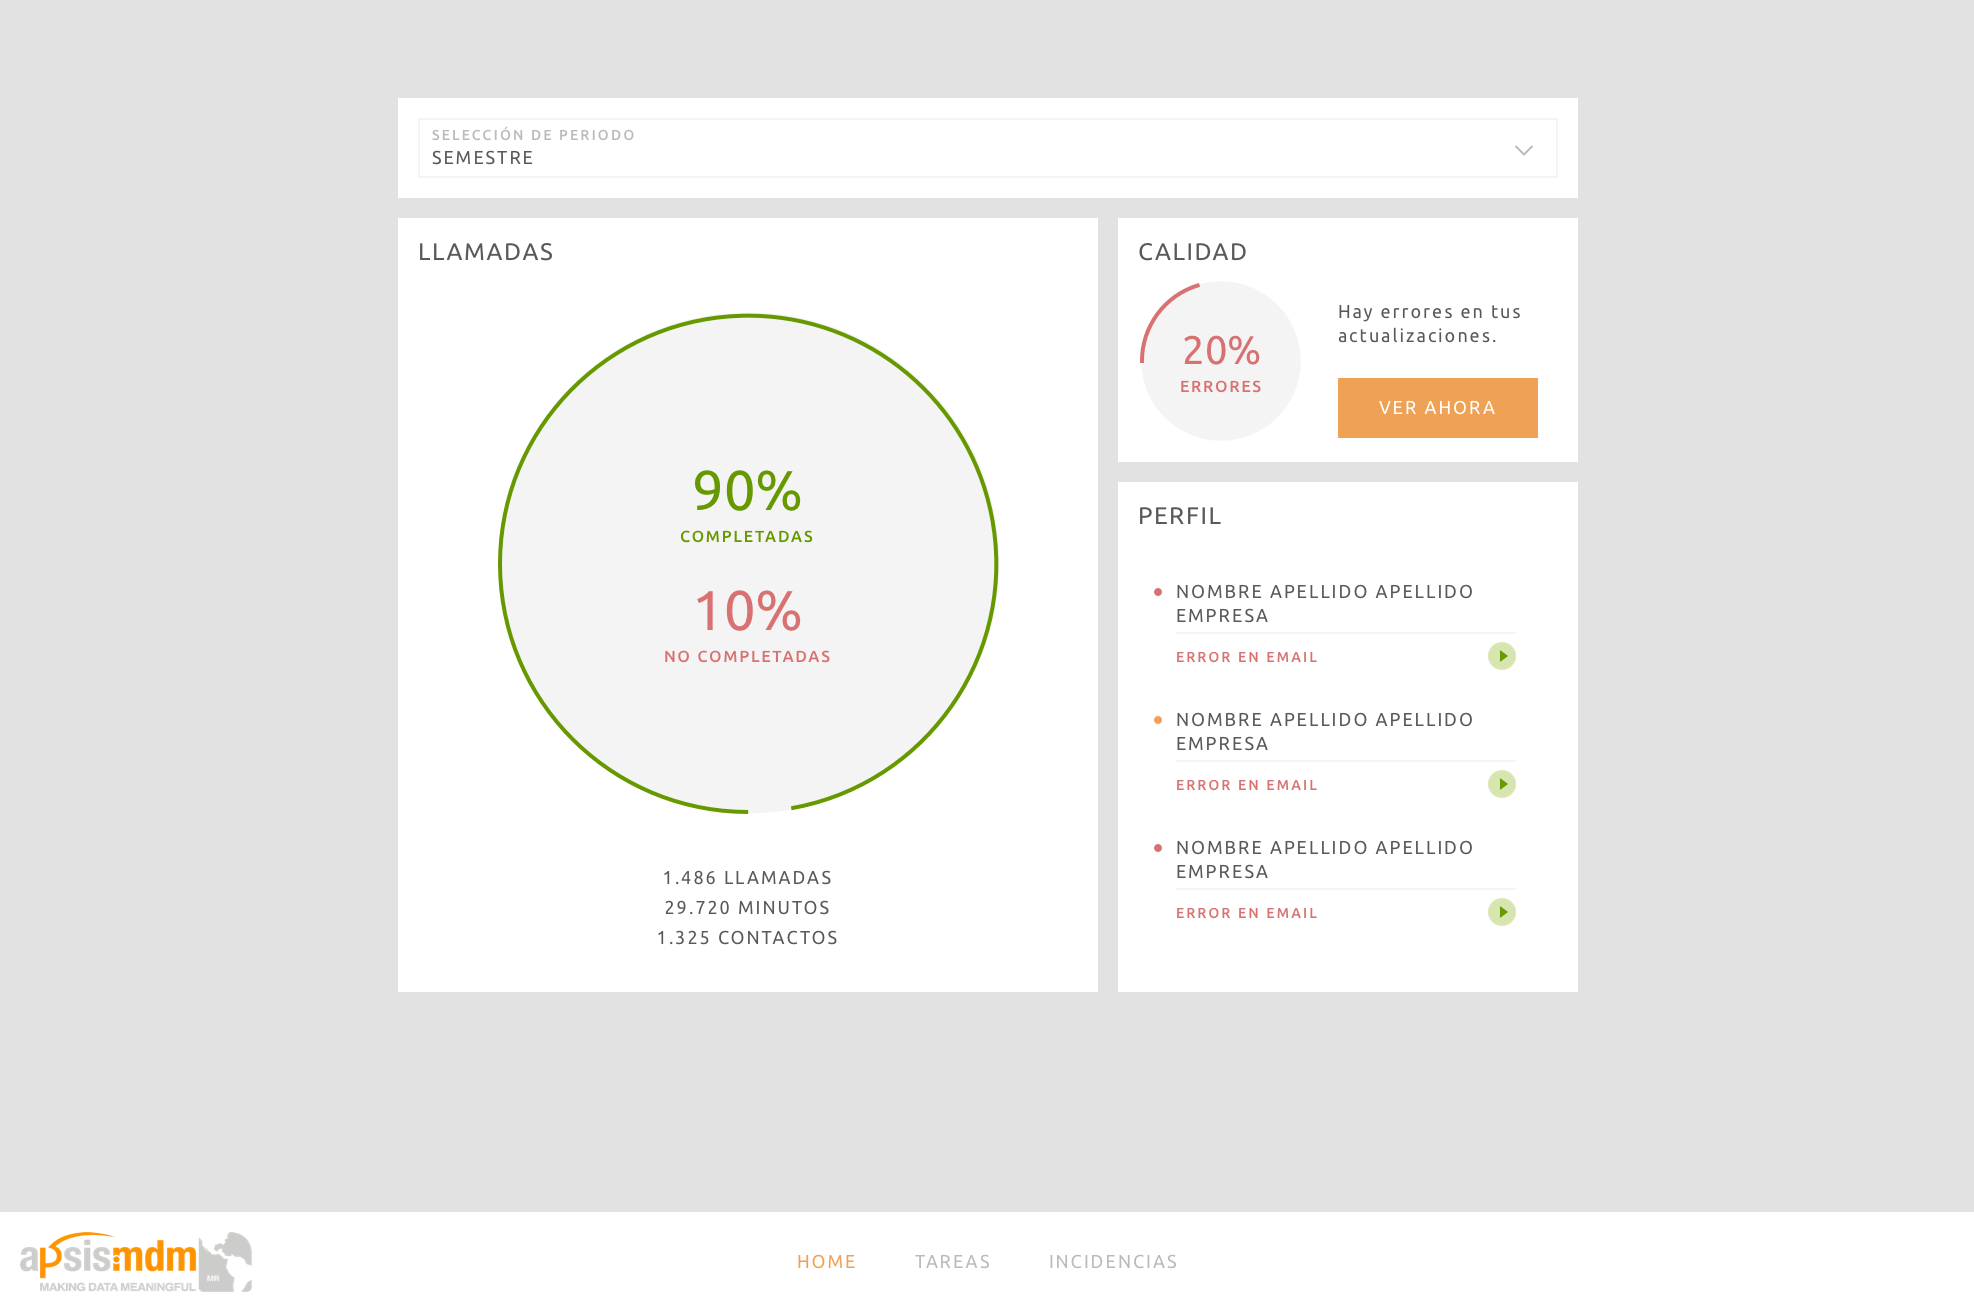 SELECCIÓN DE PERIODO
SEMESTRE
LLAMADAS
90%
COMPLETADAS
10%
NO COMPLETADAS
1.486 LLAMADAS
29.720 MINUTOS
1.325 CONTACTOS
CALIDAD
20%
ERRORES
Hay errores en tus
actualizaciones.
VER AHORA
PERFIL
NOMBRE APELLIDO APELLIDO
EMPRESA
ERROR EN EMAIL
NOMBRE APELLIDO APELLIDO
EMPRESA
ERROR EN EMAIL
NOMBRE APELLIDO APELLIDO
EMPRESA
ERROR EN EMAIL
apsismdm
MR
MAKING DATA MEANINGFUL
HOME TAREAS INCIDENCIAS